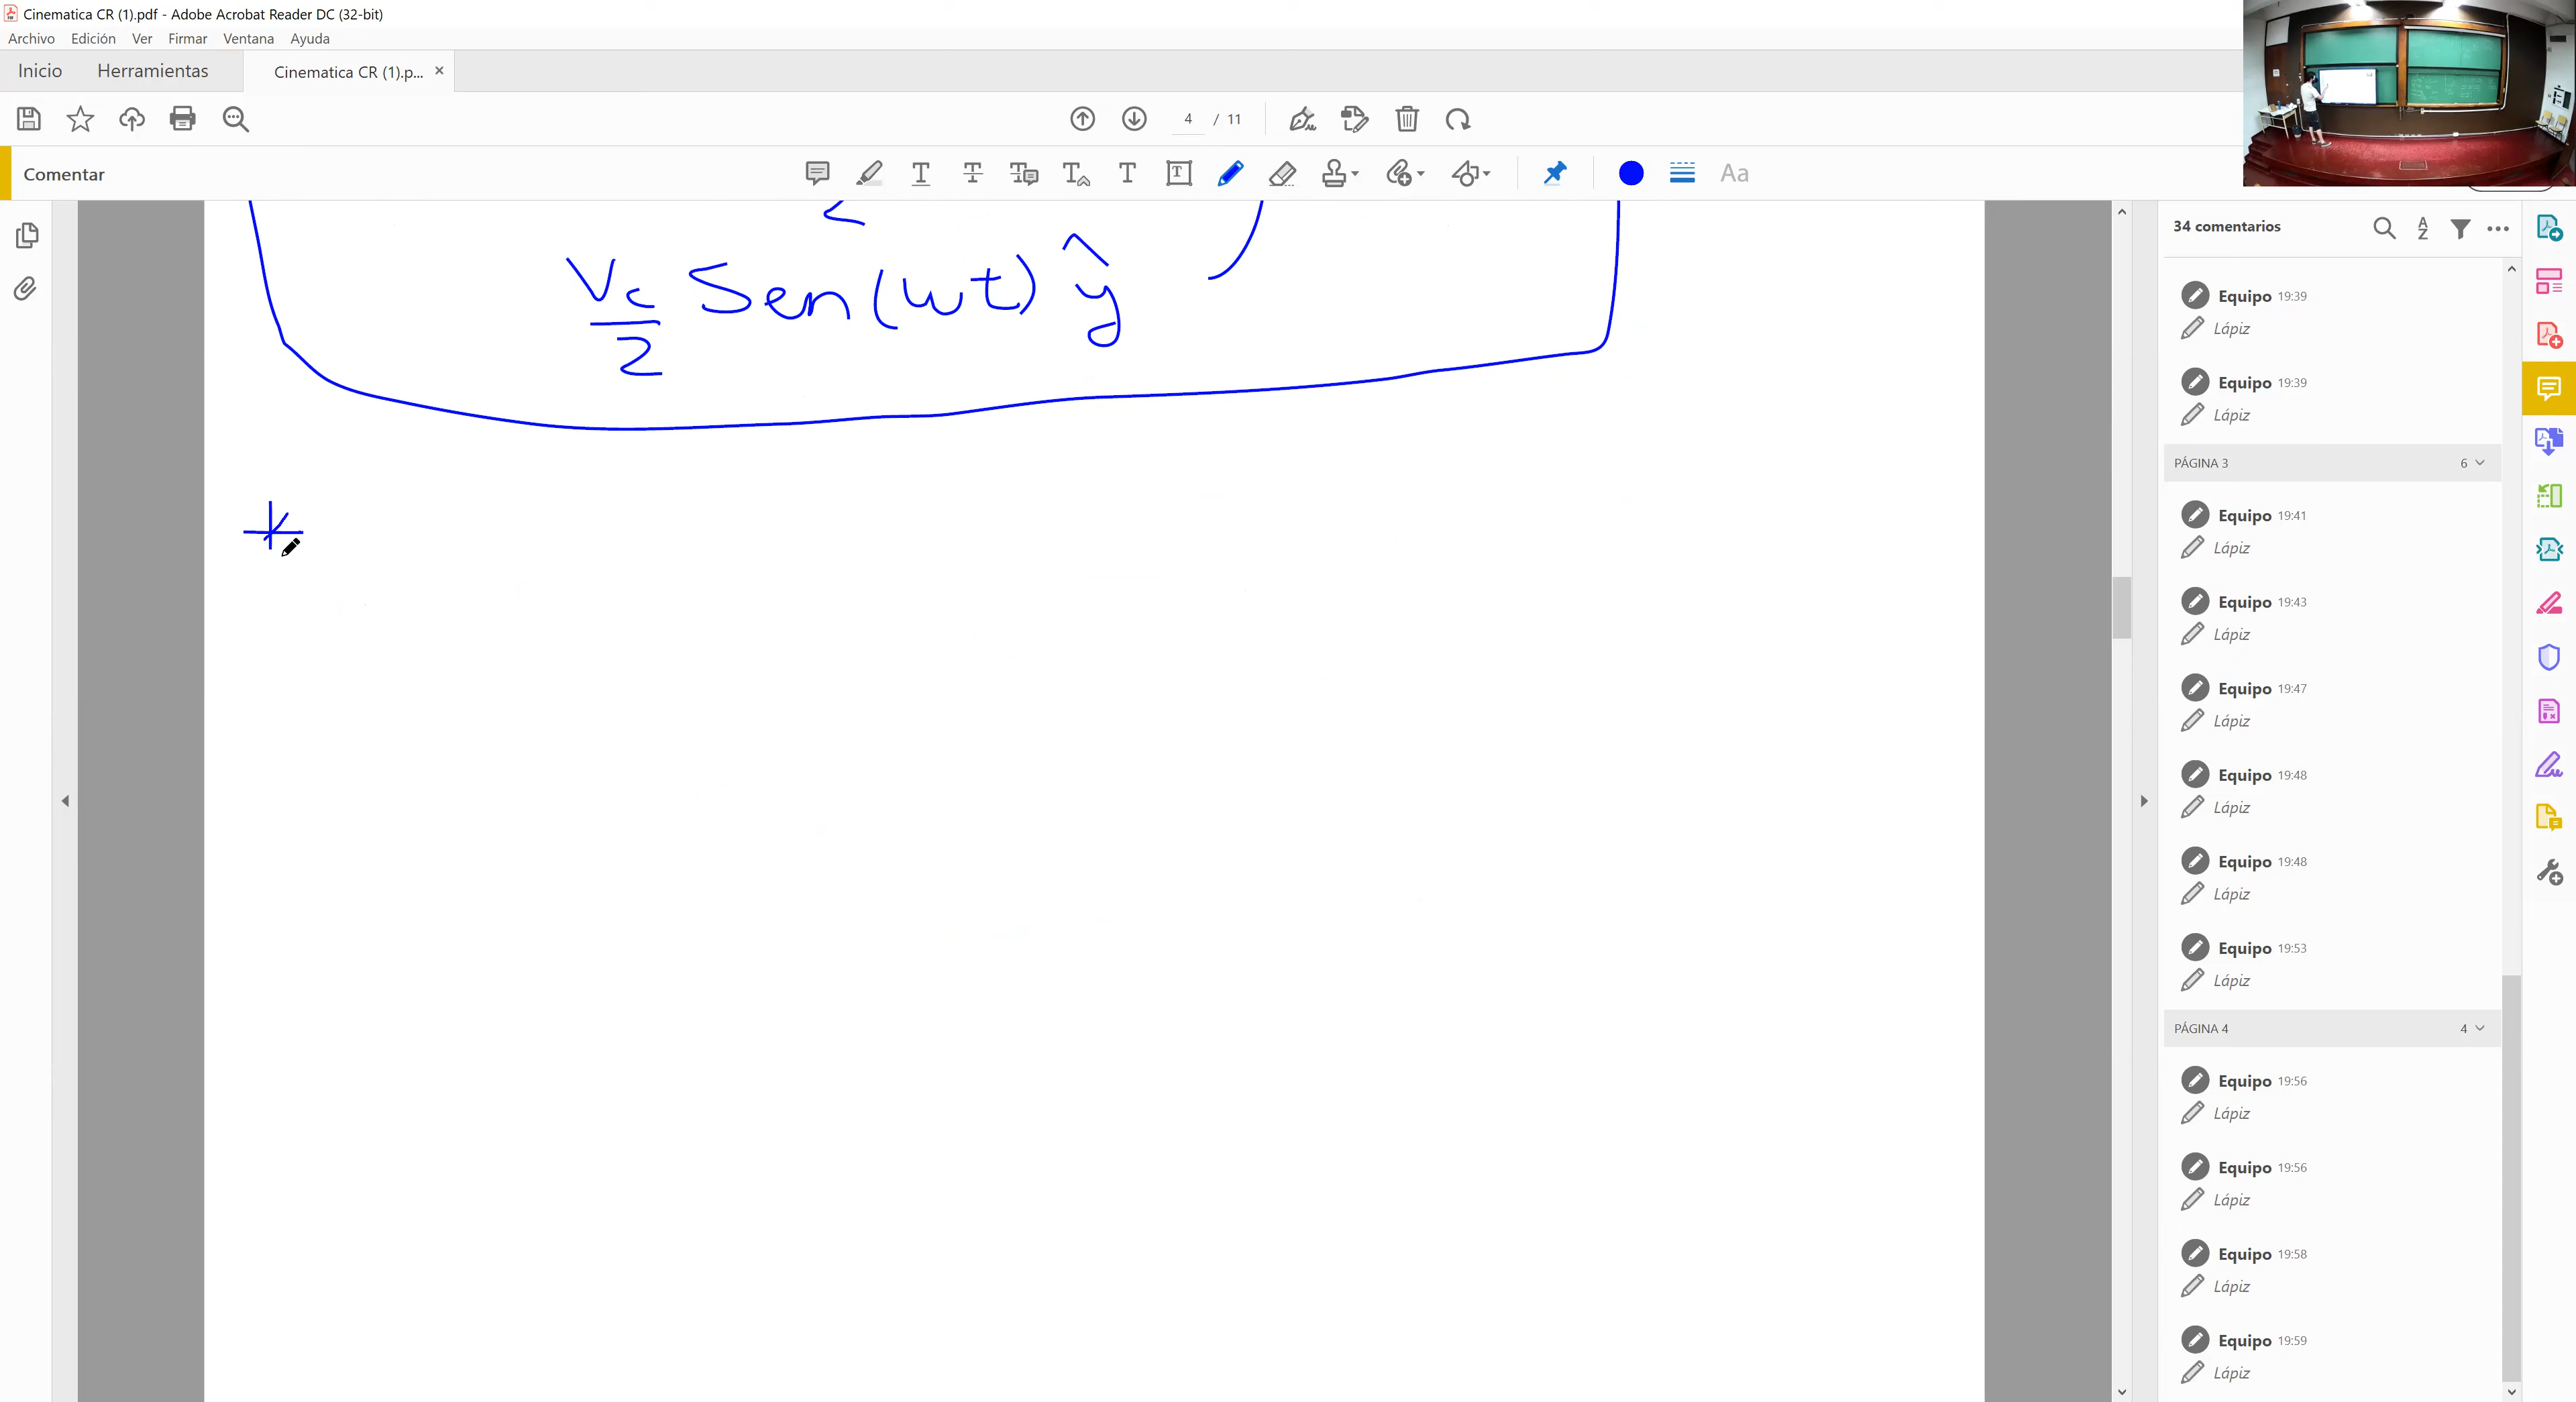 Cinematica CR (1).pdf - Adobe Acrobat Reader DC (32-bit)
Archivo Edición Ver Firmar Ventana Ayuda
Inicio Herramientas Cinematica CR (1).p... ×
4 / 11
Comentar
Aa
34 comentarios
2
Vc/2 Sen(wt) ŷ
*
Equipo 19:39
Lápiz
Equipo 19:39
Lápiz
PÁGINA 3 6
Equipo 19:41
Lápiz
Equipo 19:43
Lápiz
Equipo 19:47
Lápiz
Equipo 19:48
Lápiz
Equipo 19:48
Lápiz
Equipo 19:53
Lápiz
PÁGINA 4 4
Equipo 19:56
Lápiz
Equipo 19:56
Lápiz
Equipo 19:58
Lápiz
Equipo 19:59
Lápiz